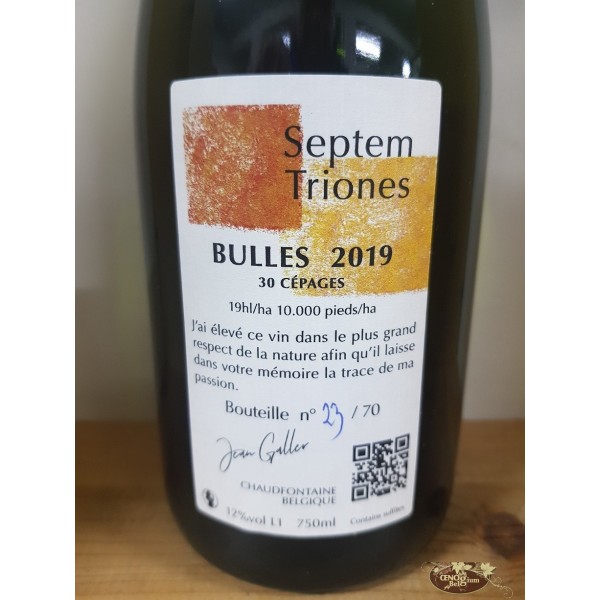 Septem
Triones
BULLES 2019
30 CÉPAGES
19hl/ha 10.000 pieds/ha
J'ai élevé ce vin dans le plus grand
respect de la nature afin qu'il laisse
dans votre mémoire la trace de ma
passion.
Bouteille n° 23 / 70
Jean Galler
CHAUDFONTAINE
BELGIQUE
12%vol L1 750ml Contains sulfites
ŒNO
Belgium